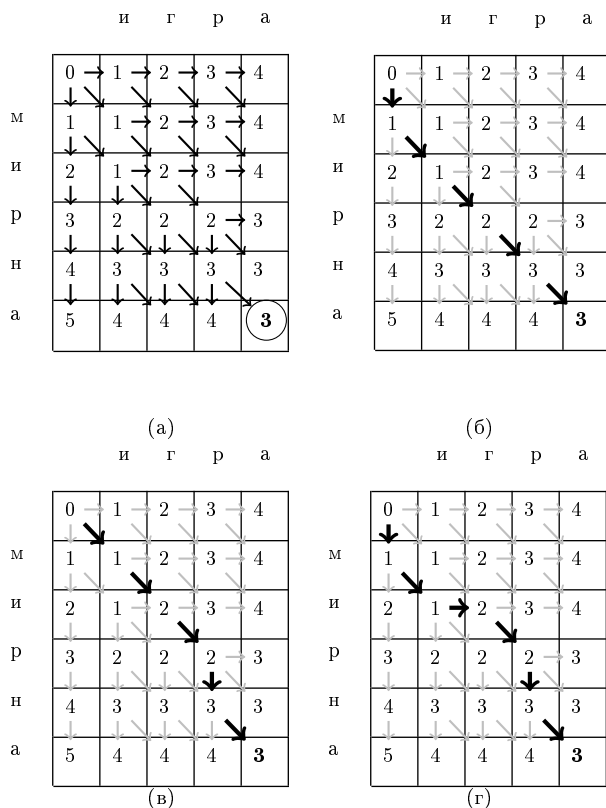 и г р а и г р а
0 1 2 3 4 0 1 2 3 4
м 1 1 2 3 4 м 1 1 2 3 4
и 2 1 2 3 4 и 2 1 2 3 4
р 3 2 2 2 3 р 3 2 2 2 3
н 4 3 3 3 3 н 4 3 3 3 3
а 5 4 4 4 3 а 5 4 4 4 3
(а) (б)
и г р а и г р а
0 1 2 3 4 0 1 2 3 4
м 1 1 2 3 4 м 1 1 2 3 4
и 2 1 2 3 4 и 2 1 2 3 4
р 3 2 2 2 3 р 3 2 2 2 3
н 4 3 3 3 3 н 4 3 3 3 3
а 5 4 4 4 3 а 5 4 4 4 3
(в) (г)